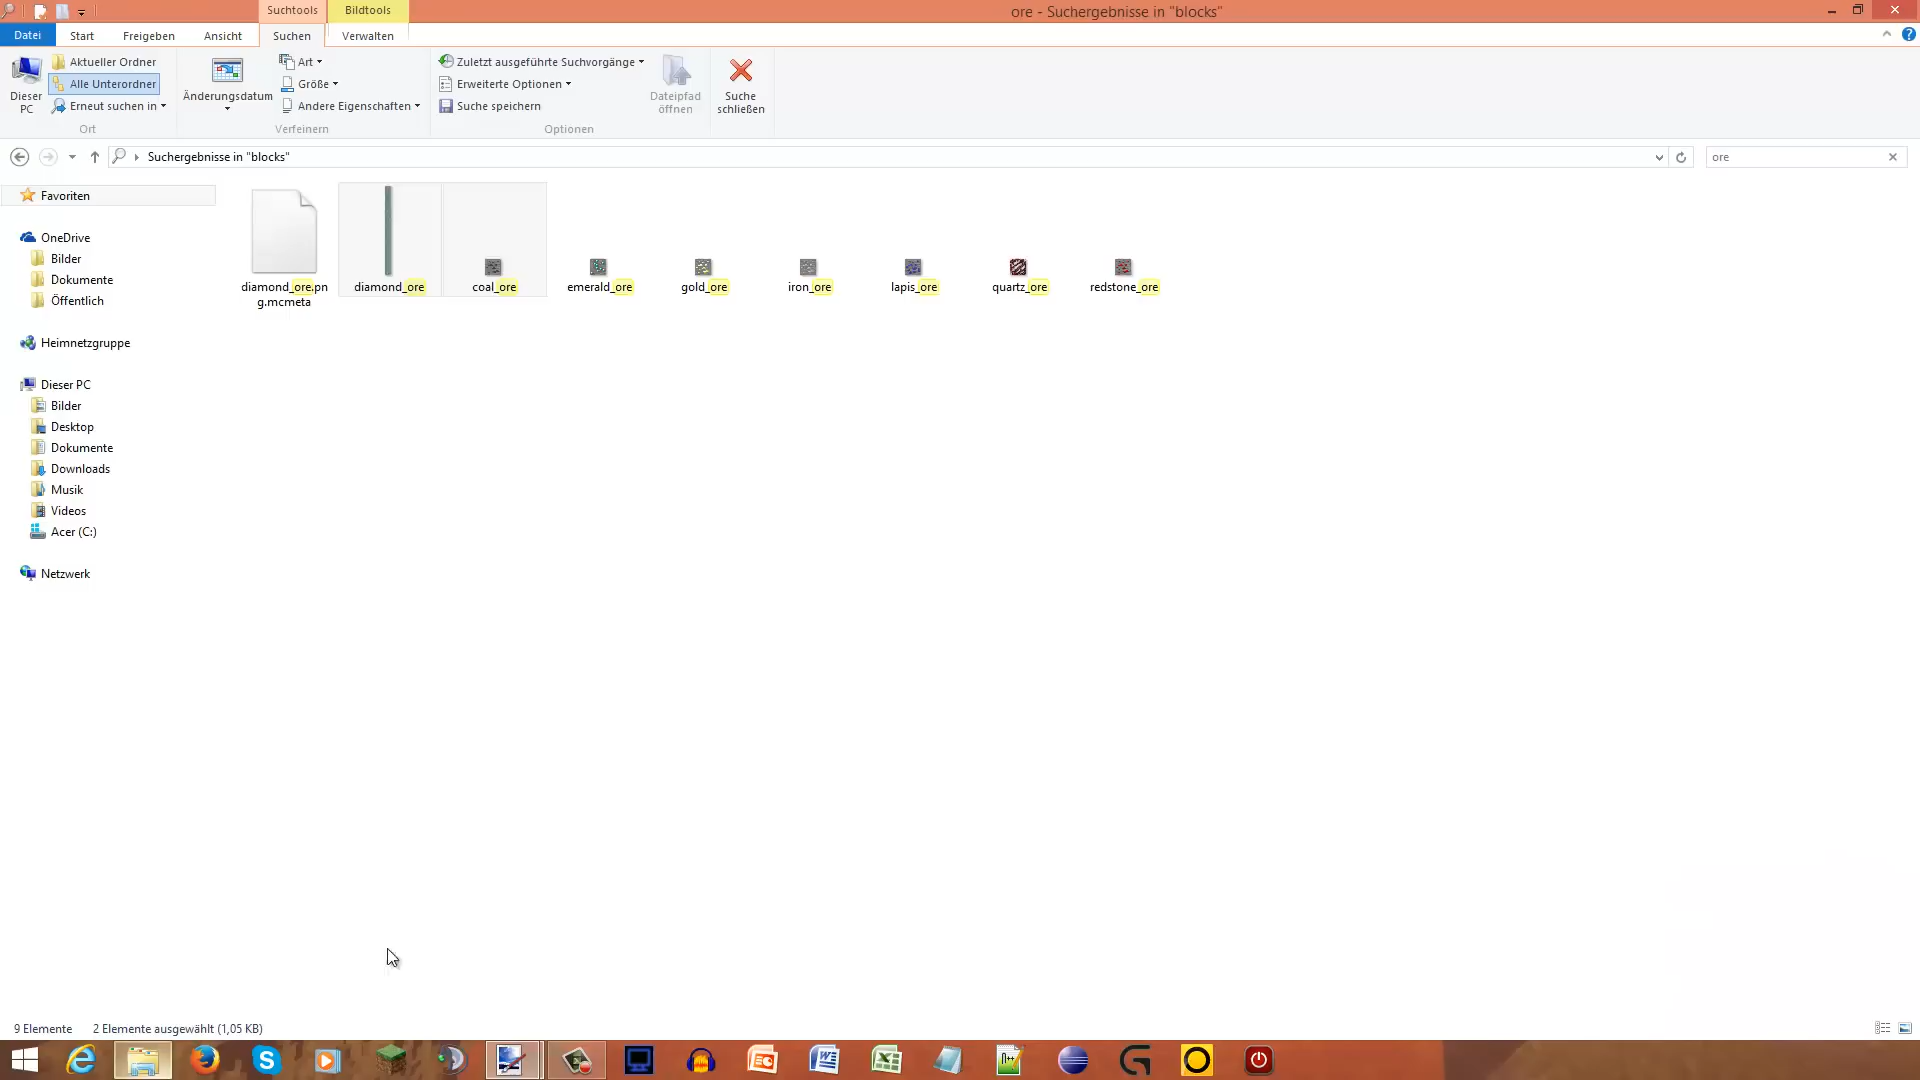 Suchtools
Bildtools
ore - Suchergebnisse in "blocks"
Datei
Start
Freigeben
Ansicht
Suchen
Verwalten
Dieser
PC
Aktueller Ordner
Alle Unterordner
Erneut suchen in
Ort
Änderungsdatum
Art
Größe
Andere Eigenschaften
Verfeinern
Zuletzt ausgeführte Suchvorgänge
Erweiterte Optionen
Suche speichern
Optionen
Dateipfad
öffnen
Suche
schließen
Suchergebnisse in "blocks"
ore
Favoriten
OneDrive
Bilder
Dokumente
Öffentlich
Heimnetzgruppe
Dieser PC
Bilder
Desktop
Dokumente
Downloads
Musik
Videos
Acer (C:)
Netzwerk
diamond_ore.pn
g.mcmeta
diamond_ore
coal_ore
emerald_ore
gold_ore
iron_ore
lapis_ore
quartz_ore
redstone_ore
9 Elemente
2 Elemente ausgewählt (1,05 KB)